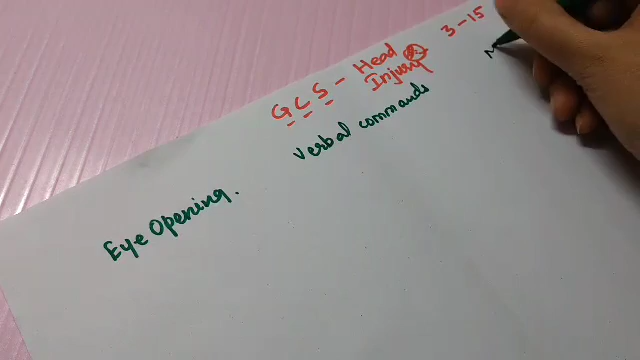 GCS - Head
Injury
3-15
Verbal commands
Eye Opening.